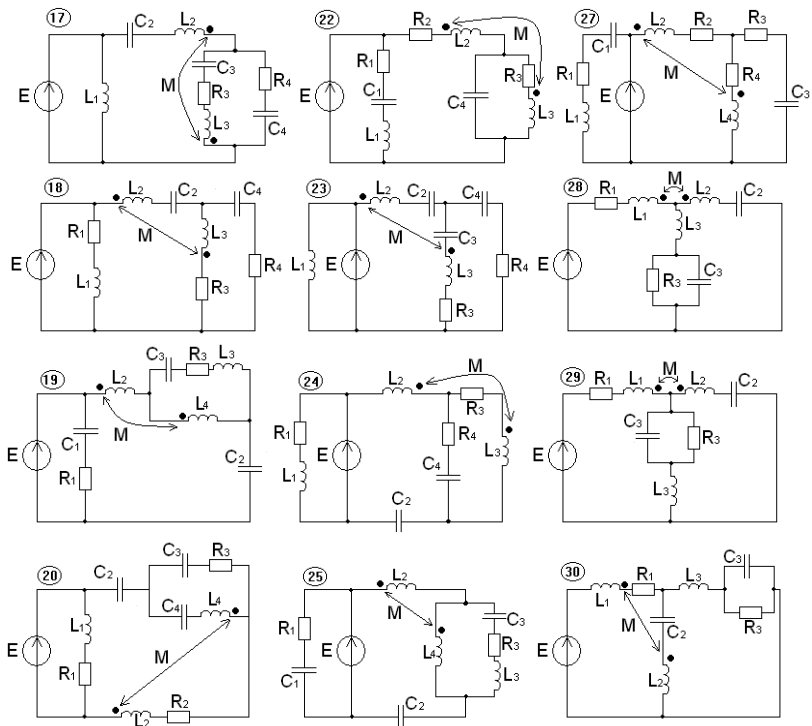 17 C2 L2
E L1 M C3 R3 L3 R4 C4
22 R2 M L2
E R1 C1 L1 C4 R3 L3
27 C1 L2 R2 R3
R1 L1 E M R4 L4 C3
18 L2 C2 C4
E R1 L1 M L3 R3 R4
23 L2 C2 C4
L1 E M C3 L3 R3 R4
28 R1 L1 M L2 C2
E L3 R3 C3
19 L2 C3 R3 L3
E C1 R1 M L4 C2
24 L2 M R3
R1 L1 E R4 C4 L3 C2
29 R1 L1 M L2 C2
E C3 R3 L3
20 C2 C3 R3
E L1 R1 C4 L4 M L2 R2
25 L2
R1 C1 E M L4 C3 R3 L3 C2
30 L1 R1 L3 C3
E M C2 L2 R3